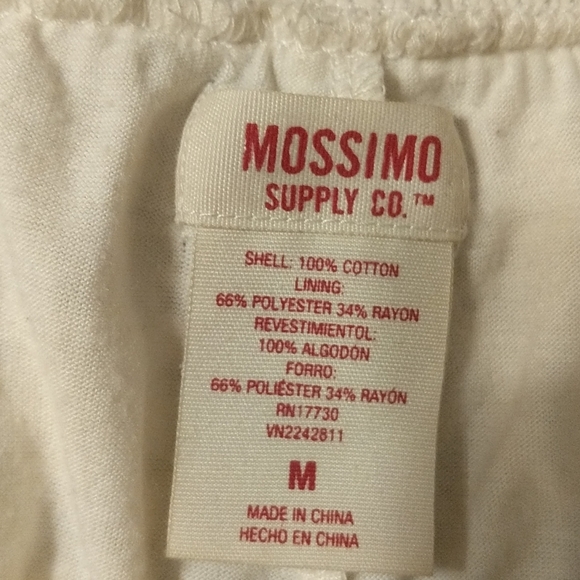 MOSSIMO
SUPPLY CO.™
SHELL: 100% COTTON
LINING:
66% POLYESTER 34% RAYON
REVESTIMIENTOL:
100% ALGODÓN
FORRO:
66% POLIÉSTER 34% RAYÓN
RN17730
VN2242811
M
MADE IN CHINA
HECHO EN CHINA